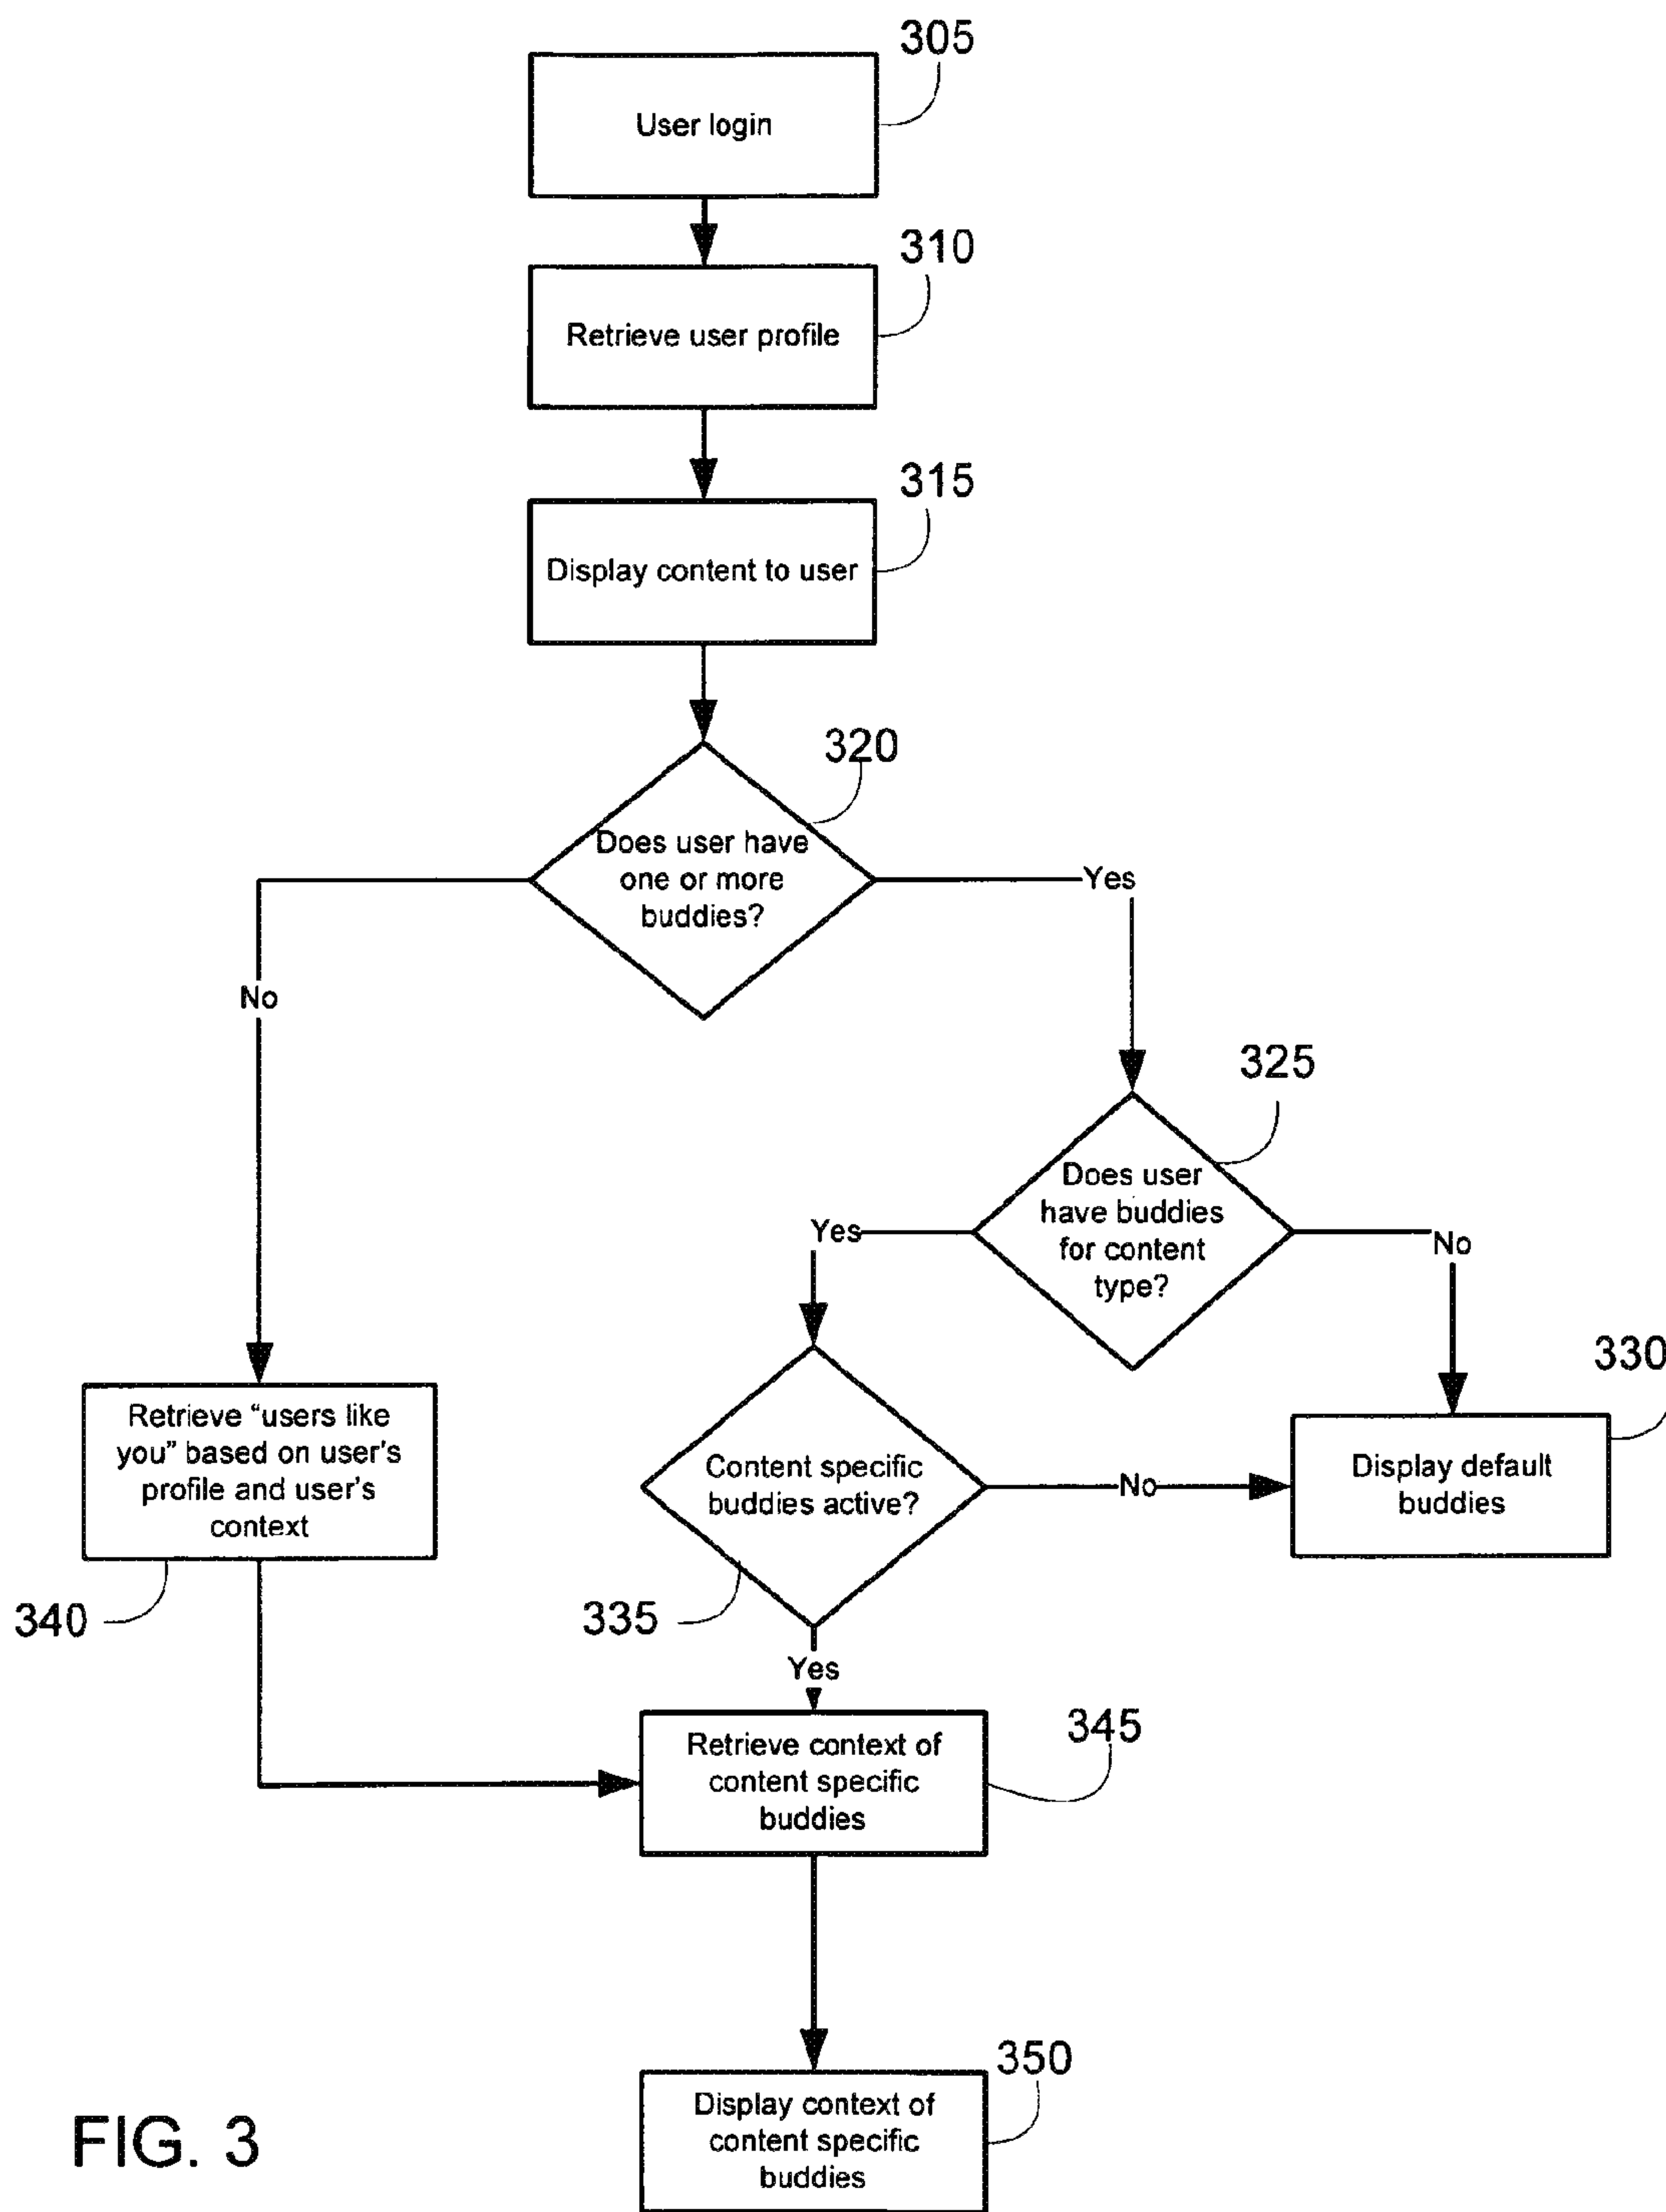 305
User login
310
Retrieve user profile
315
Display content to user
320
Does user have
one or more
buddies?
Yes
No
325
Does user
have buddies
for content
type?
Yes
No
330
Display default
buddies
Content specific
buddies active?
No
335
Yes
Retrieve “users like
you” based on user's
profile and user's
context
340
345
Retrieve context of
content specific
buddies
350
Display context of
content specific
buddies
FIG. 3